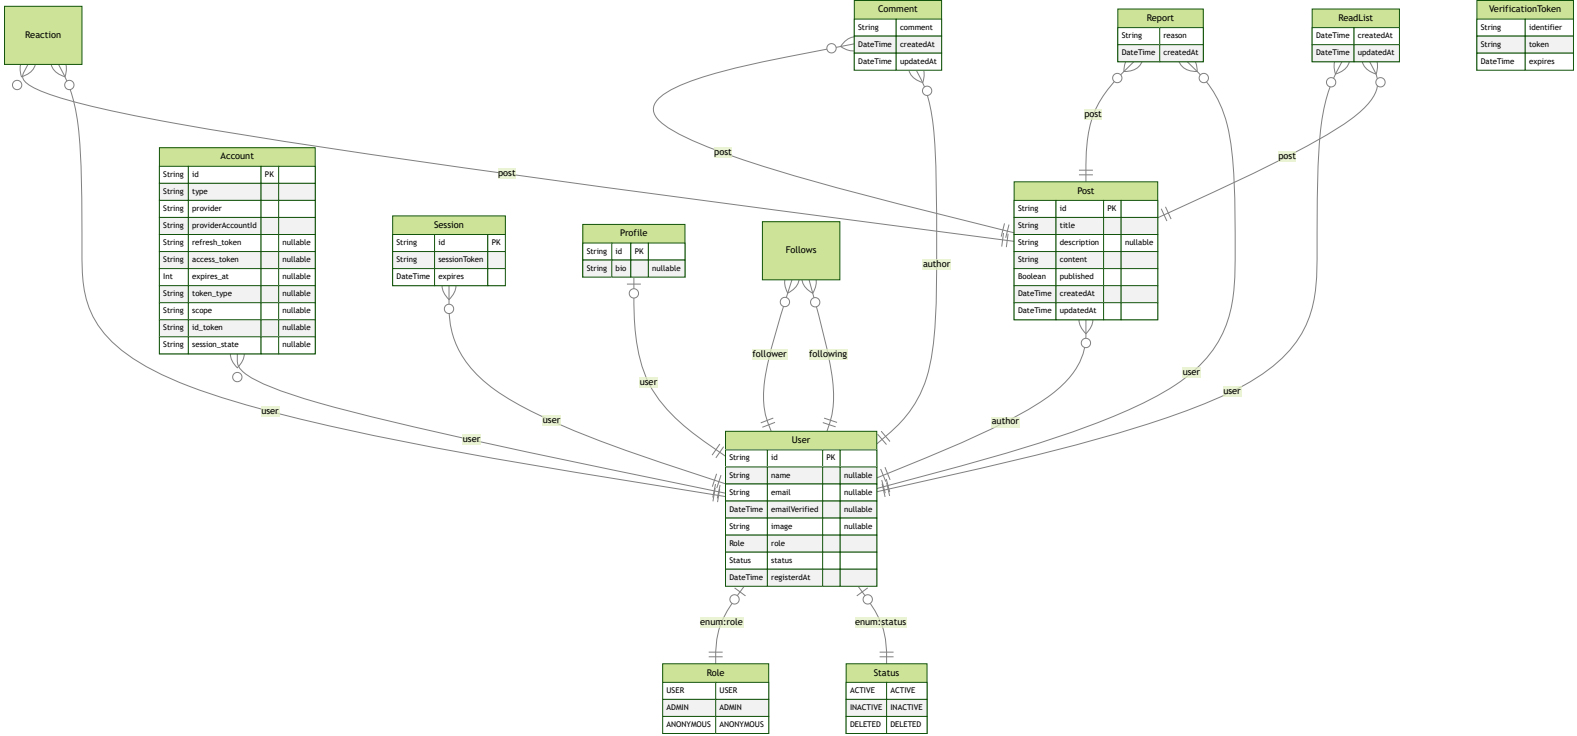 Reaction
Comment
String comment
DateTime createdAt
DateTime updatedAt
Report
String reason
DateTime createdAt
ReadList
DateTime createdAt
DateTime updatedAt
VerificationToken
String identifier
String token
DateTime expires
post
post
post
post
Account
String id PK
String type
String provider
String providerAccountId
String refresh_token nullable
String access_token nullable
Int expires_at nullable
String token_type nullable
String scope nullable
String id_token nullable
String session_state nullable
Session
String id PK
String sessionToken
DateTime expires
Profile
String id PK
String bio nullable
Follows
Post
String id PK
String title
String description nullable
String content
Boolean published
DateTime createdAt
DateTime updatedAt
author
follower
following
user
user
user
user
user
user
author
User
String id PK
String name nullable
String email nullable
DateTime emailVerified nullable
String image nullable
Role role
Status status
DateTime registerdAt
enum:role
enum:status
Role
USER USER
ADMIN ADMIN
ANONYMOUS ANONYMOUS
Status
ACTIVE ACTIVE
INACTIVE INACTIVE
DELETED DELETED